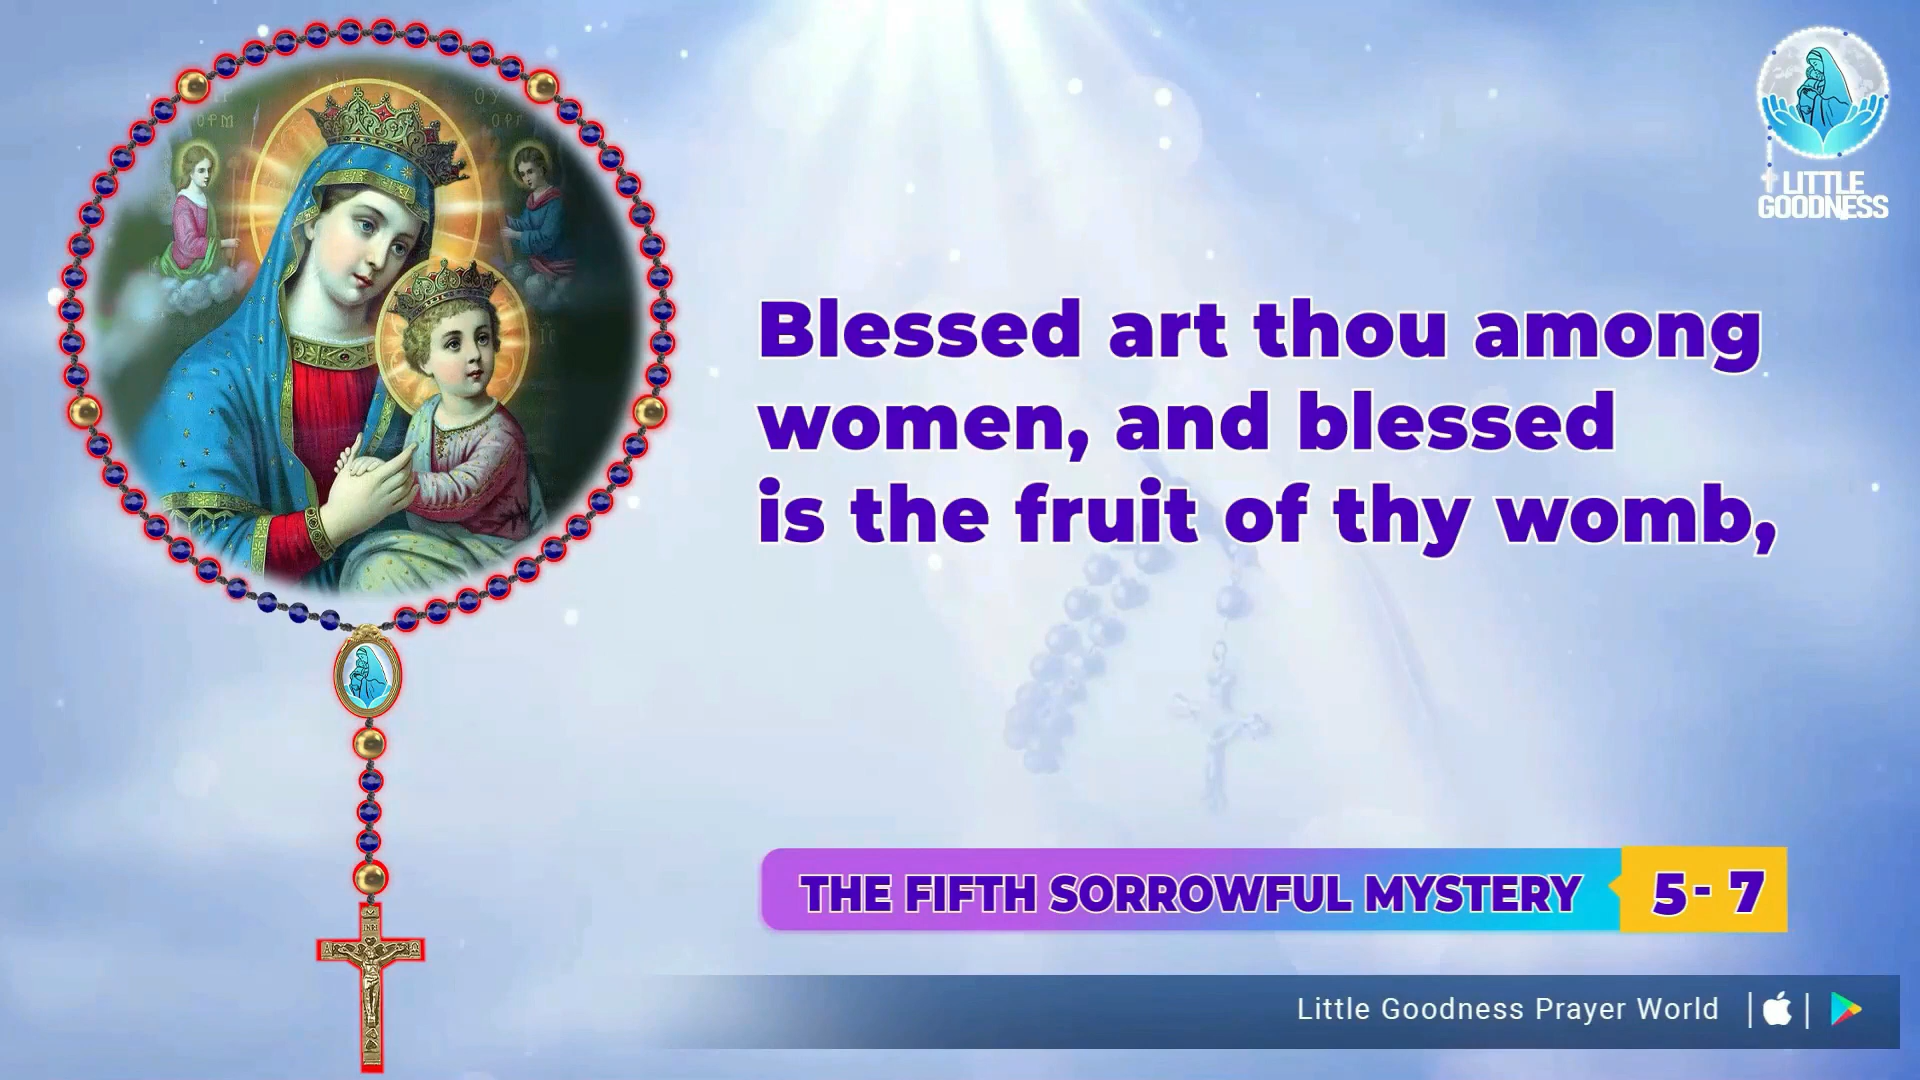 LITTLE
GOODNESS
Blessed art thou among
women, and blessed
is the fruit of thy womb,
THE FIFTH SORROWFUL MYSTERY 5- 7
Little Goodness Prayer World
INRI